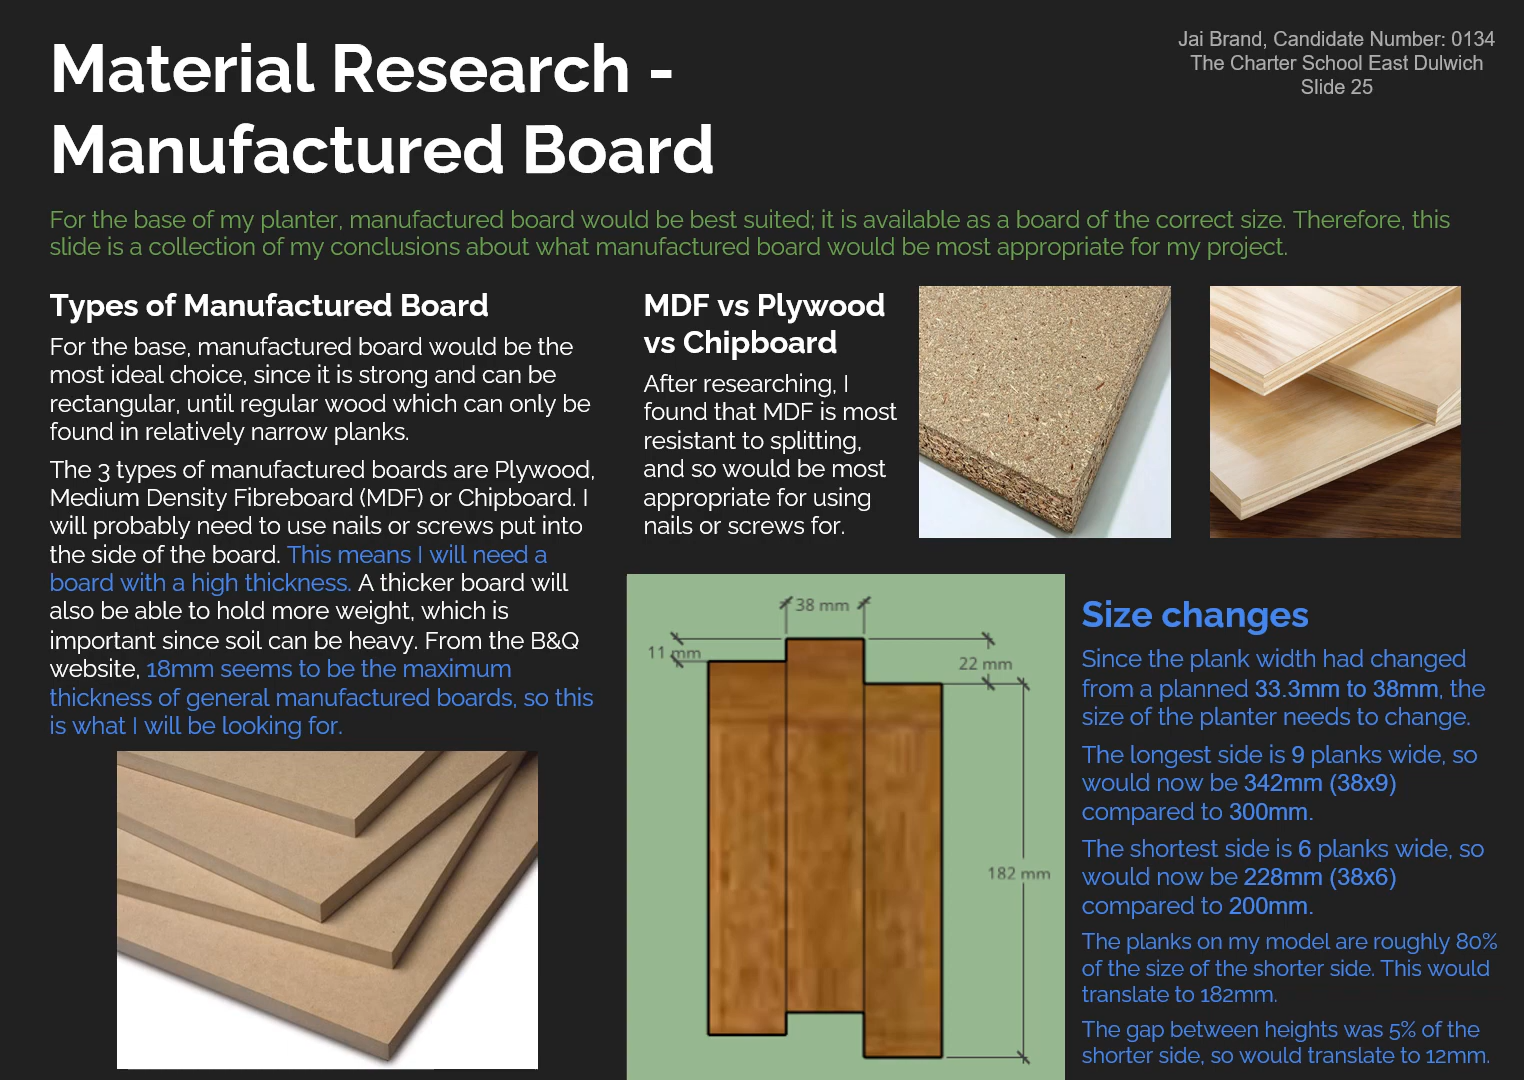 Material Research -
Manufactured Board
Jai Brand, Candidate Number: 0134
The Charter School East Dulwich
Slide 25
For the base of my planter, manufactured board would be best suited; it is available as a board of the correct size. Therefore, this
slide is a collection of my conclusions about what manufactured board would be most appropriate for my project.
Types of Manufactured Board
For the base, manufactured board would be the
most ideal choice, since it is strong and can be
rectangular, until regular wood which can only be
found in relatively narrow planks.
The 3 types of manufactured boards are Plywood,
Medium Density Fibreboard (MDF) or Chipboard. I
will probably need to use nails or screws put into
the side of the board. This means I will need a
board with a high thickness. A thicker board will
also be able to hold more weight, which is
important since soil can be heavy. From the B&Q
website, 18mm seems to be the maximum
thickness of general manufactured boards, so this
is what I will be looking for.
MDF vs Plywood
vs Chipboard
After researching, I
found that MDF is most
resistant to splitting,
and so would be most
appropriate for using
nails or screws for.
38 mm
11 mm
22 mm
182 mm
Size changes
Since the plank width had changed
from a planned 33.3mm to 38mm, the
size of the planter needs to change.
The longest side is 9 planks wide, so
would now be 342mm (38x9)
compared to 300mm.
The shortest side is 6 planks wide, so
would now be 228mm (38x6)
compared to 200mm.
The planks on my model are roughly 80%
of the size of the shorter side. This would
translate to 182mm.
The gap between heights was 5% of the
shorter side, so would translate to 12mm.